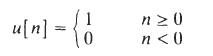 u[n] = { 1 n ≥ 0
0 n < 0